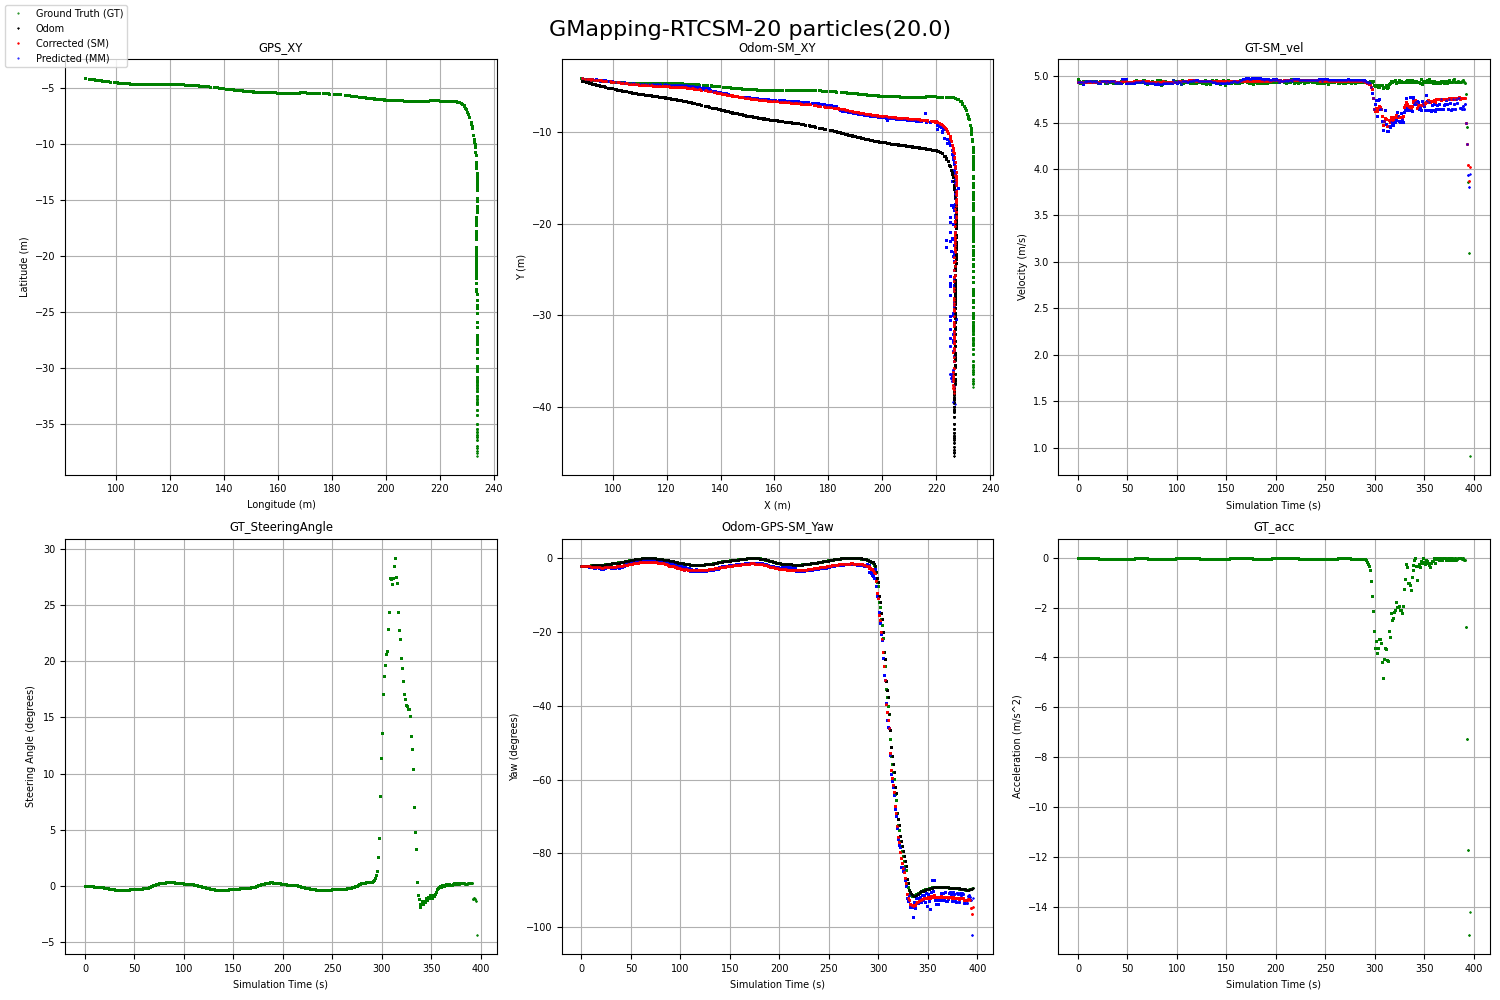 GMapping-RTCSM-20 particles(20.0)
Ground Truth (GT)
Odom
Corrected (SM)
Predicted (MM)
GPS_XY
−5
−10
−15
−20
−25
−30
−35
Latitude (m)
100 120 140 160 180 200 220 240
Longitude (m)
Odom-SM_XY
−10
−20
−30
−40
Y (m)
100 120 140 160 180 200 220 240
X (m)
GT-SM_vel
5.0
4.5
4.0
3.5
3.0
2.5
2.0
1.5
1.0
Velocity (m/s)
0 50 100 150 200 250 300 350 400
Simulation Time (s)
GT_SteeringAngle
30
25
20
15
10
5
0
−5
Steering Angle (degrees)
0 50 100 150 200 250 300 350 400
Simulation Time (s)
Odom-GPS-SM_Yaw
0
−20
−40
−60
−80
−100
Yaw (degrees)
0 50 100 150 200 250 300 350 400
Simulation Time (s)
GT_acc
0
−2
−4
−6
−8
−10
−12
−14
Acceleration (m/s^2)
0 50 100 150 200 250 300 350 400
Simulation Time (s)